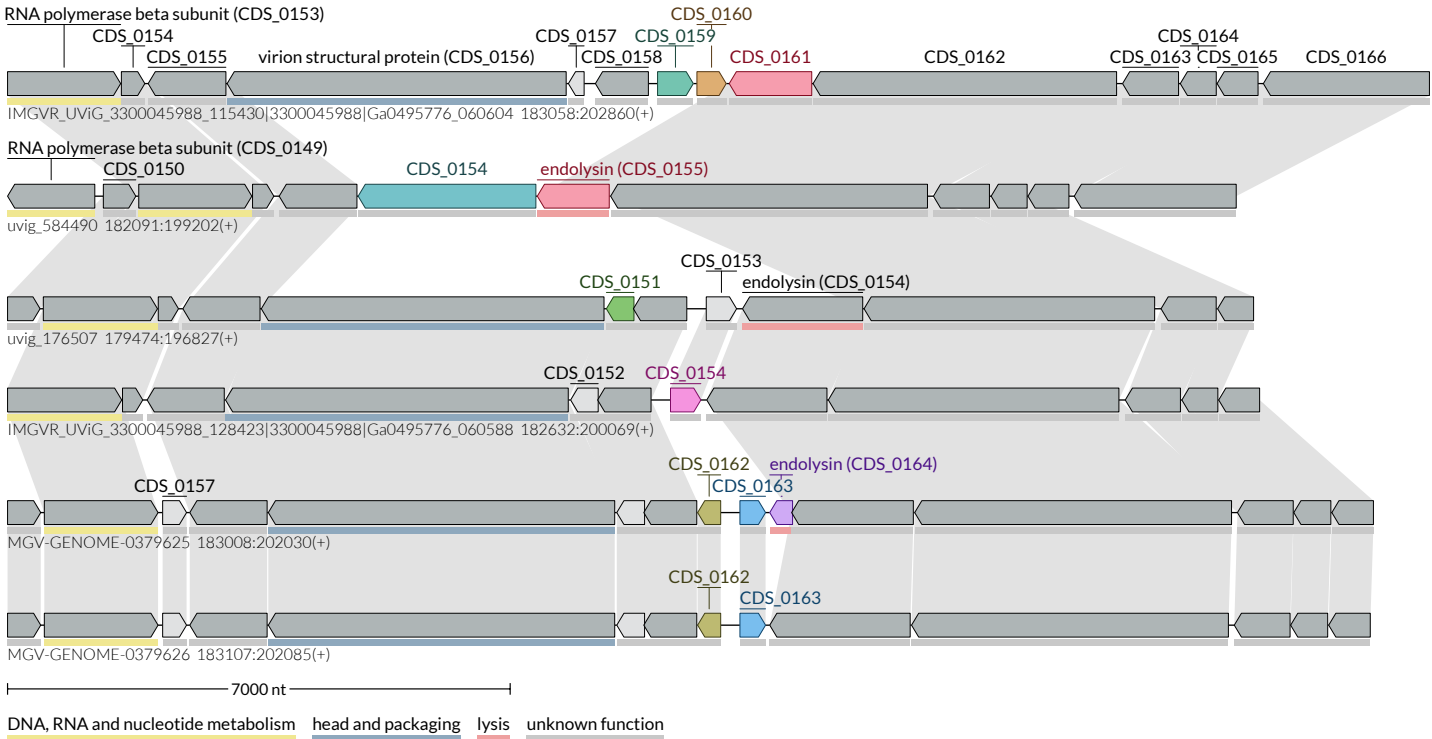 RNA polymerase beta subunit (CDS_0153) CDS_0160
CDS_0154 CDS_0157 CDS_0159 CDS_0164
CDS_0155 virion structural protein (CDS_0156) CDS_0158 CDS_0161 CDS_0162 CDS_0163 CDS_0165 CDS_0166
IMGVR_UViG_3300045988_115430|3300045988|Ga0495776_060604 183058:202860(+)
RNA polymerase beta subunit (CDS_0149)
CDS_0150 CDS_0154 endolysin (CDS_0155)
uvig_584490 182091:199202(+)
CDS_0153
CDS_0151 endolysin (CDS_0154)
uvig_176507 179474:196827(+)
CDS_0152 CDS_0154
IMGVR_UViG_3300045988_128423|3300045988|Ga0495776_060588 182632:200069(+)
CDS_0162 endolysin (CDS_0164)
CDS_0157 CDS_0163
MGV-GENOME-0379625 183008:202030(+)
CDS_0162
CDS_0163
MGV-GENOME-0379626 183107:202085(+)
7000 nt
DNA, RNA and nucleotide metabolism head and packaging lysis unknown function